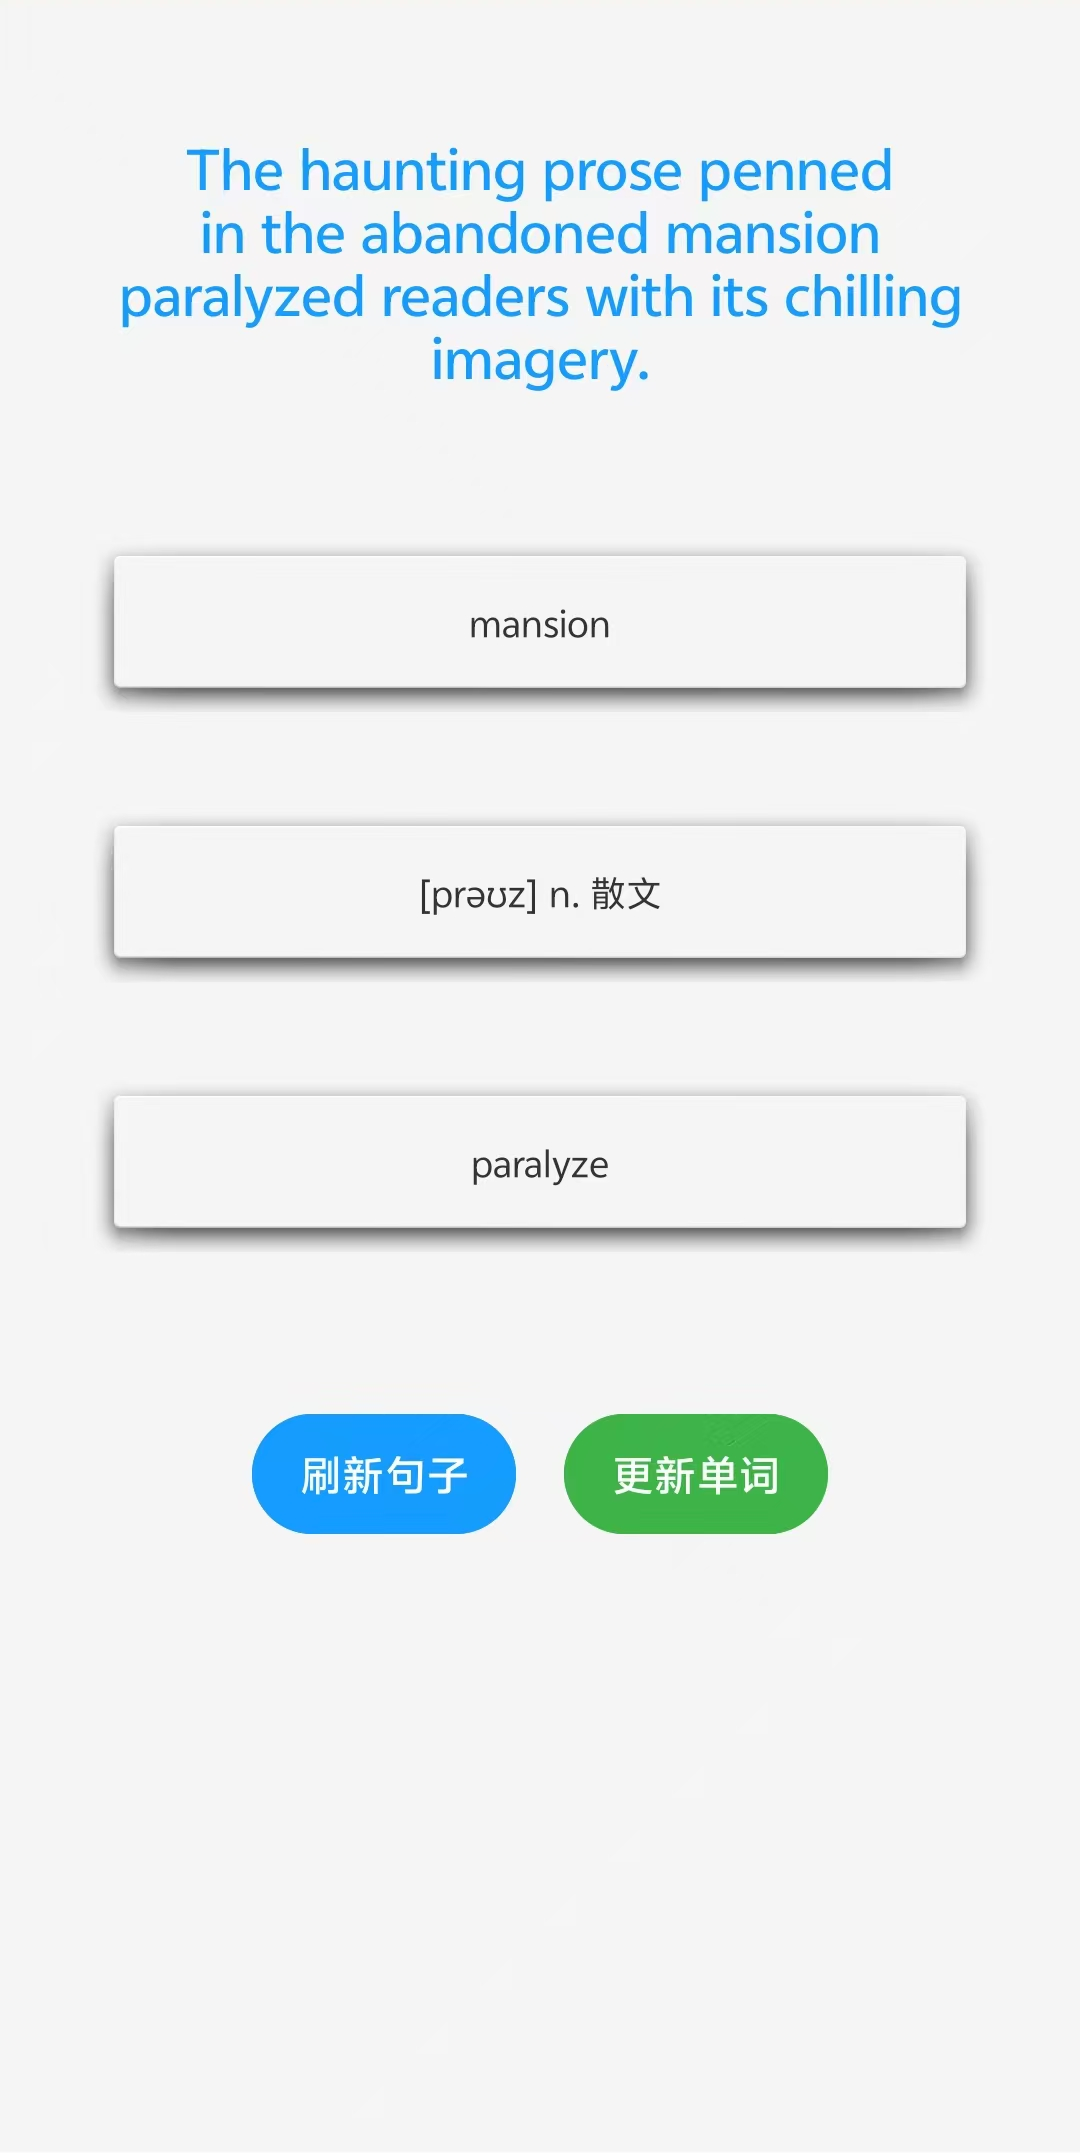 The haunting prose penned
in the abandoned mansion
paralyzed readers with its chilling
imagery.
mansion
[prəʊz] n. 散文
paralyze
刷新句子
更新单词